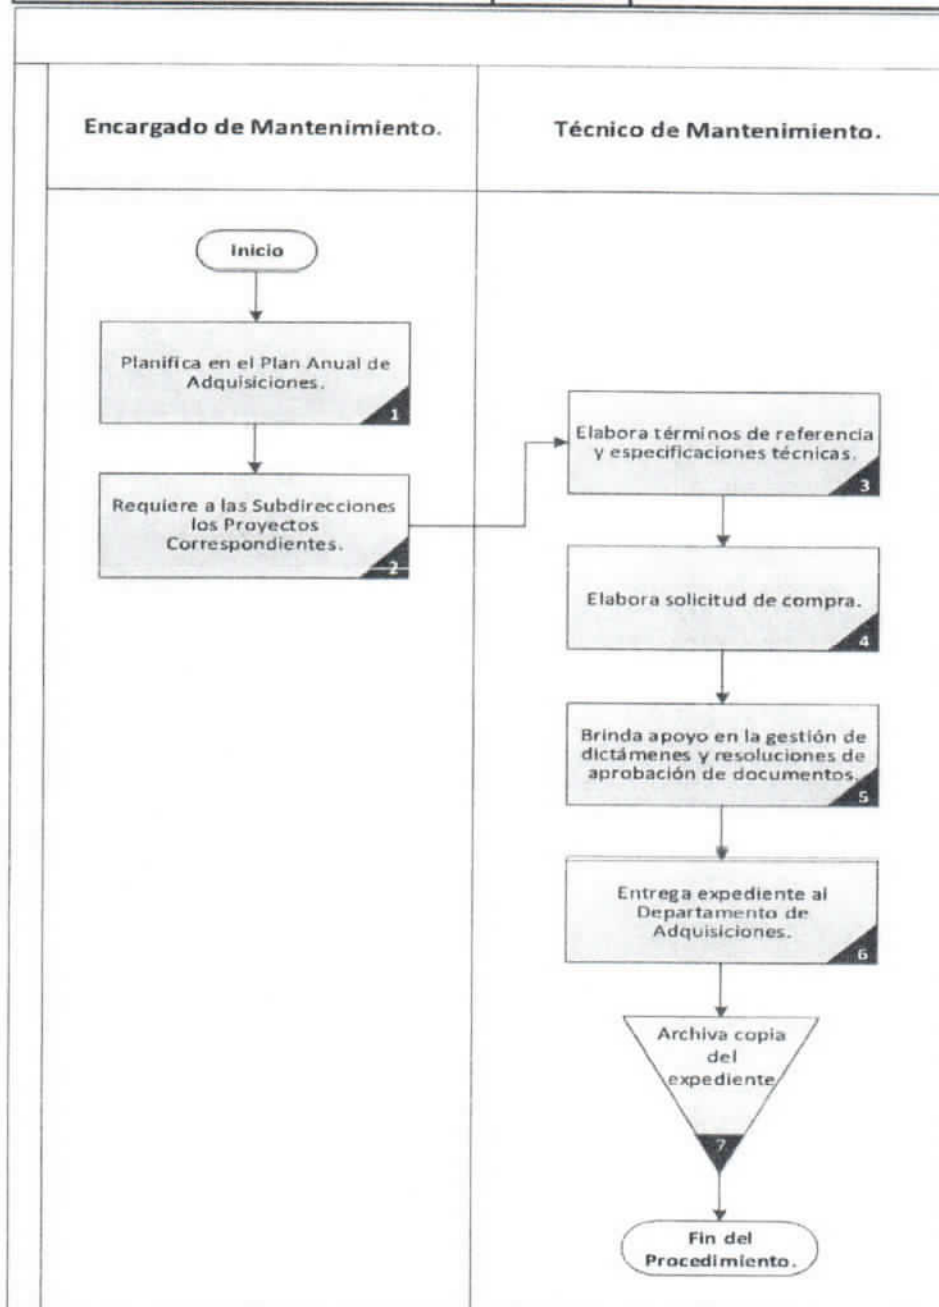 Encargado de Mantenimiento.
Técnico de Mantenimiento.
Inicio
Planifica en el Plan Anual de
Adquisiciones.
1
Requiere a las Subdirecciones
los Proyectos
Correspondientes.
2
Elabora términos de referencia
y especificaciones técnicas.
3
Elabora solicitud de compra.
4
Brinda apoyo en la gestión de
dictámenes y resoluciones de
aprobación de documentos.
5
Entrega expediente al
Departamento de
Adquisiciones.
6
Archiva copia
del
expediente
7
Fin del
Procedimiento.